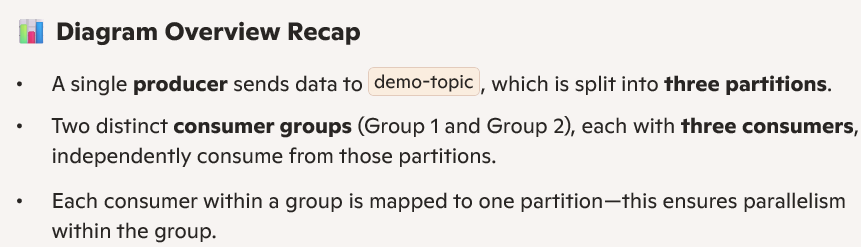 Diagram Overview Recap
• A single producer sends data to demo-topic, which is split into three partitions.
• Two distinct consumer groups (Group 1 and Group 2), each with three consumers,
independently consume from those partitions.
• Each consumer within a group is mapped to one partition—this ensures parallelism
within the group.